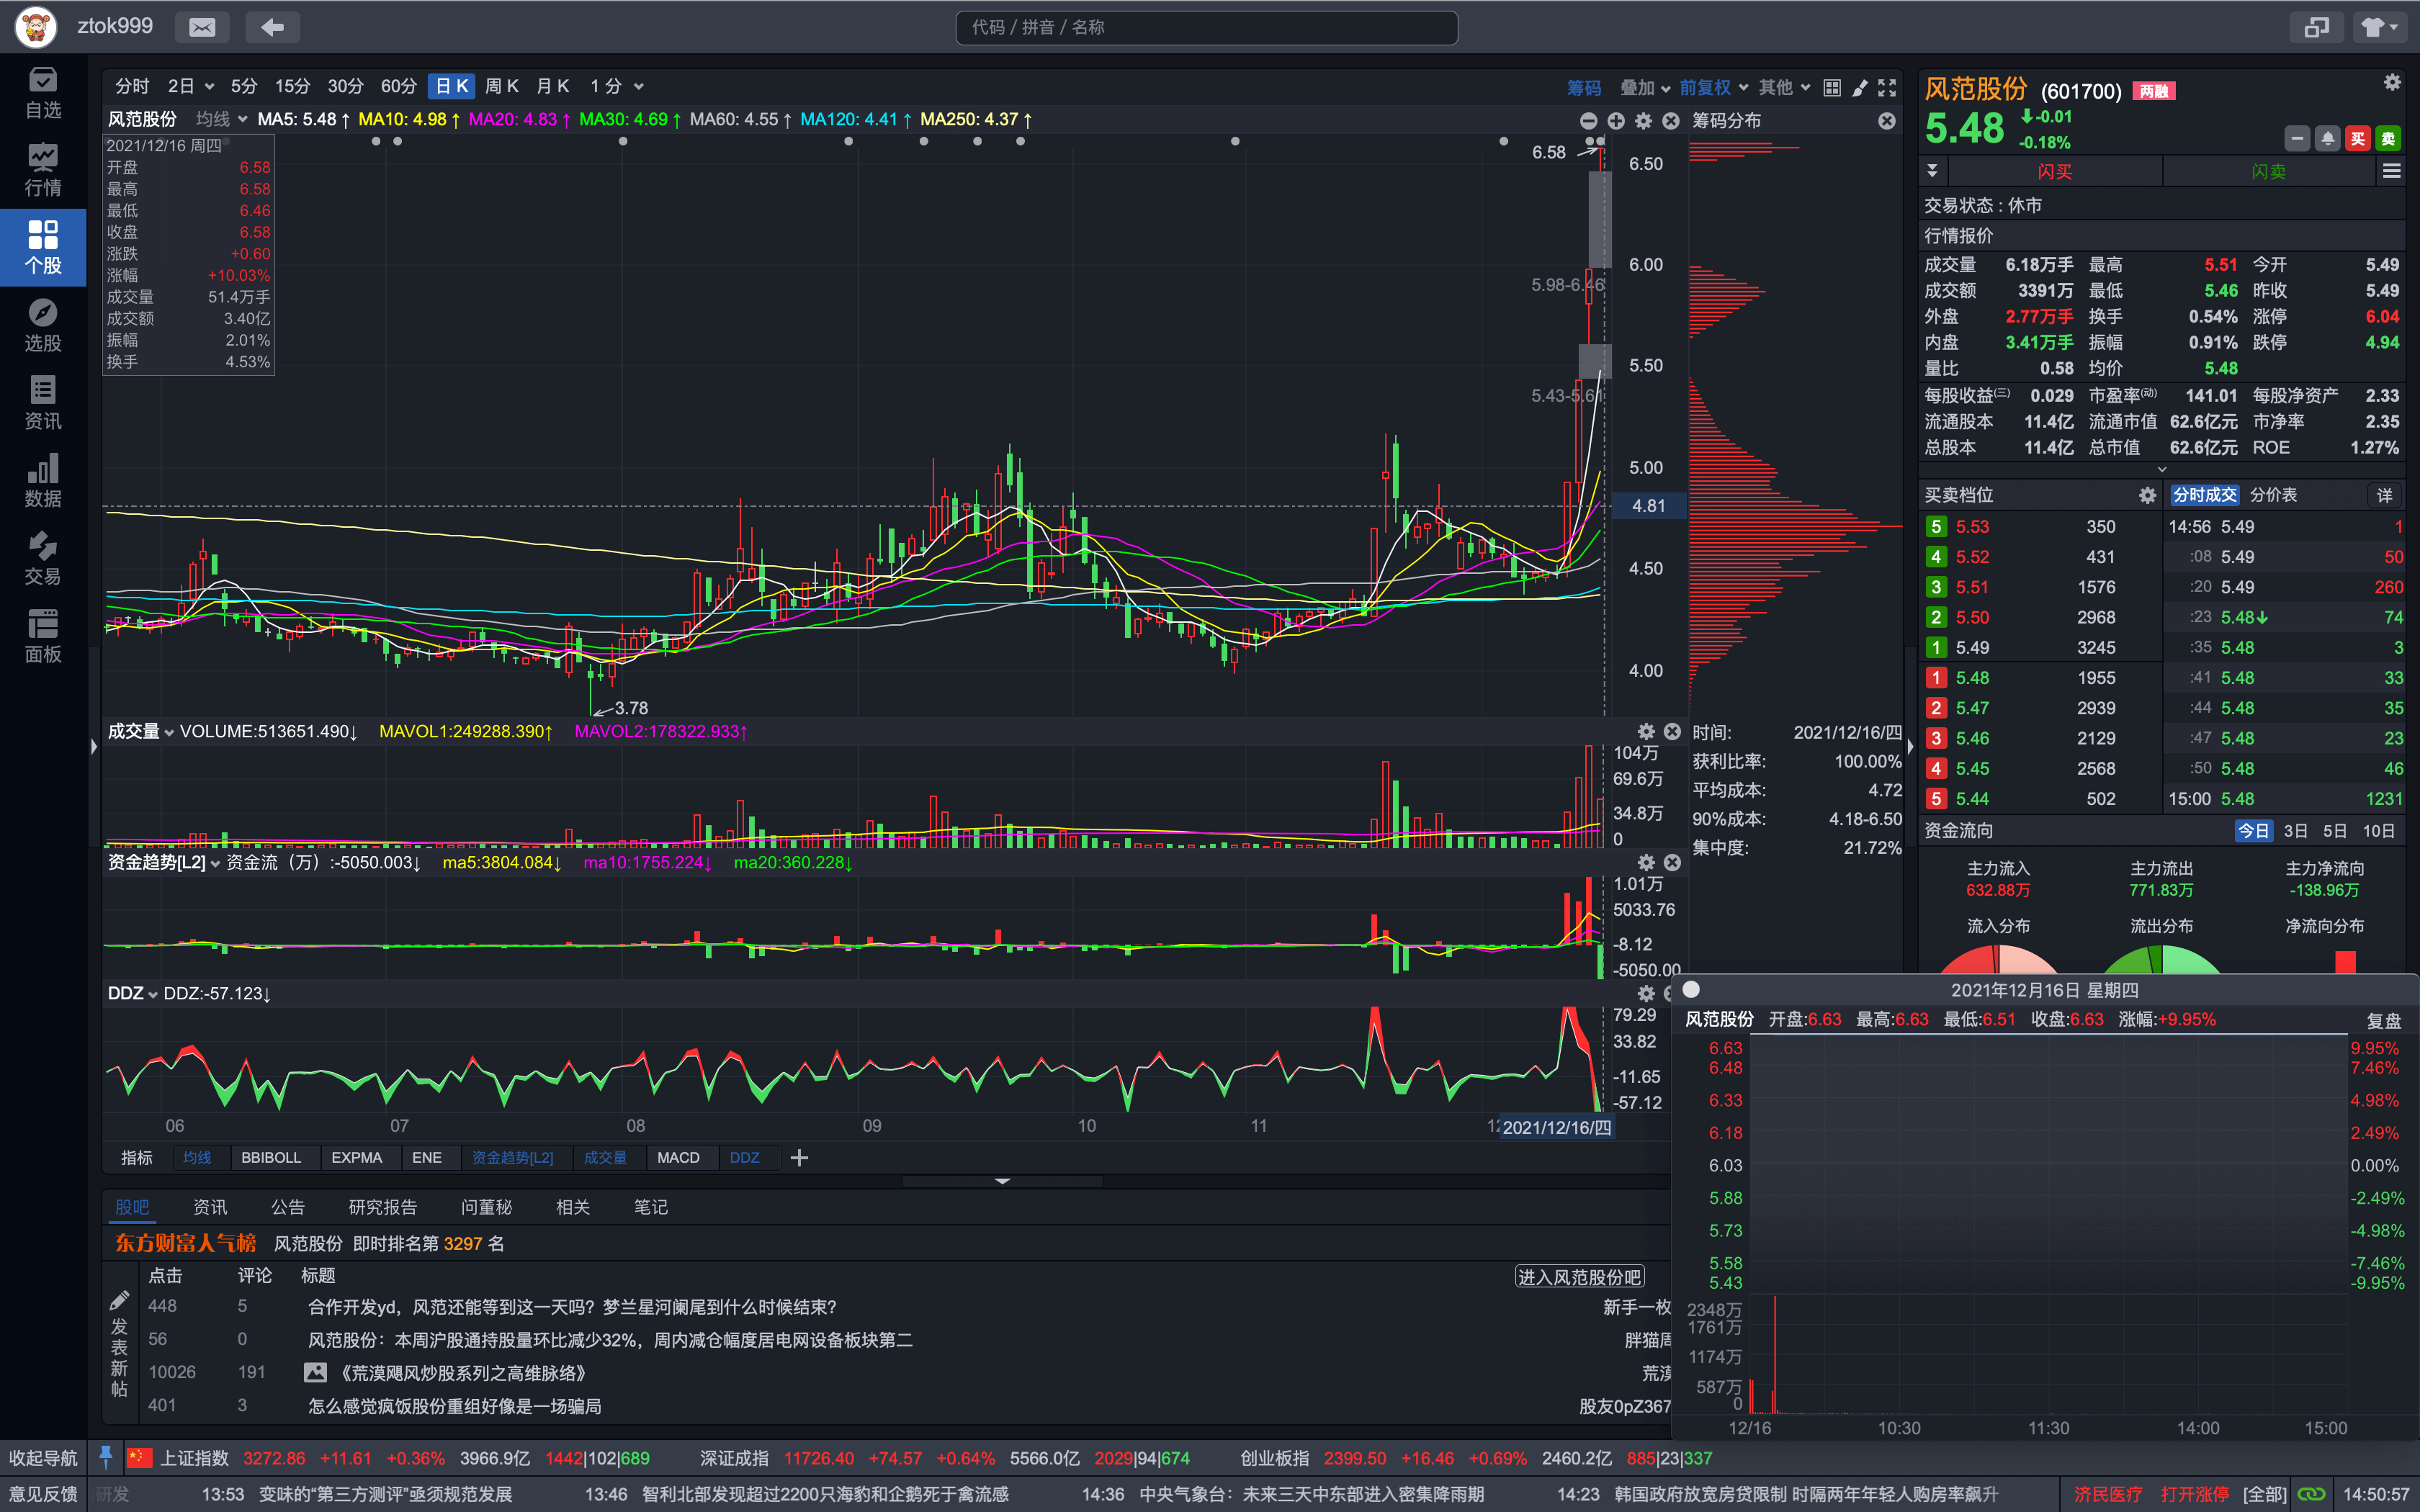 ztok999
代码 / 拼音 / 名称
自选
行情
个股
选股
资讯
数据
交易
面板
分时 2日 5分 15分 30分 60分 日K 周K 月K 1分 筹码 叠加 前复权 其他
风范股份 均线 MA5: 5.48↑ MA10: 4.98↑ MA20: 4.83↑ MA30: 4.69↑ MA60: 4.55↑ MA120: 4.41↑ MA250: 4.37↑ 筹码分布
2021/12/16 周四
开盘 6.58
最高 6.58
最低 6.46
收盘 6.58
涨跌 +0.60
涨幅 +10.03%
成交量 51.4万手
成交额 3.40亿
振幅 2.01%
换手 4.53%
6.58
5.98-6.46
5.43-5.61
3.78
6.50
6.00
5.50
5.00
4.81
4.50
4.00
成交量 VOLUME:513651.490↓ MAVOL1:249288.390↑ MAVOL2:178322.933↑
104万
69.6万
34.8万
0
资金趋势[L2] 资金流（万）:-5050.003↓ ma5:3804.084↓ ma10:1755.224↓ ma20:360.228↓
1.01万
5033.76
-8.12
-5050.00
DDZ DDZ:-57.123↓
79.29
33.82
-11.65
-57.12
06 07 08 09 10 11 2021/12/16/四
时间: 2021/12/16/四
获利比率: 100.00%
平均成本: 4.72
90%成本: 4.18-6.50
集中度: 21.72%
指标 均线 BBIBOLL EXPMA ENE 资金趋势[L2] 成交量 MACD DDZ
股吧 资讯 公告 研究报告 问董秘 相关 笔记
东方财富人气榜 风范股份 即时排名第 3297 名
点击 评论 标题 进入风范股份吧
发表新帖
448 5 合作开发yd，风范还能等到这一天吗？梦兰星河阑尾到什么时候结束? 新手一枚
56 0 风范股份：本周沪股通持股量环比减少32%，周内减仓幅度居电网设备板块第二 胖猫
10026 191 《荒漠飓风炒股系列之高维脉络》 荒漠
401 3 怎么感觉疯饭股份重组好像是一场骗局 股友0pZ367
风范股份 (601700) 两融
5.48 -0.01
-0.18%
买 卖
闪买 闪卖
交易状态 : 休市
行情报价
成交量 6.18万手 最高 5.51 今开 5.49
成交额 3391万 最低 5.46 昨收 5.49
外盘 2.77万手 换手 0.54% 涨停 6.04
内盘 3.41万手 振幅 0.91% 跌停 4.94
量比 0.58 均价 5.48
每股收益(三) 0.029 市盈率(动) 141.01 每股净资产 2.33
流通股本 11.4亿 流通市值 62.6亿元 市净率 2.35
总股本 11.4亿 总市值 62.6亿元 ROE 1.27%
买卖档位 分时成交 分价表 详
5 5.53 350 14:56 5.49 1
4 5.52 431 :08 5.49 50
3 5.51 1576 :20 5.49 260
2 5.50 2968 :23 5.48↓ 74
1 5.49 3245 :35 5.48 3
1 5.48 1955 :41 5.48 33
2 5.47 2939 :44 5.48 35
3 5.46 2129 :47 5.48 23
4 5.45 2568 :50 5.48 46
5 5.44 502 15:00 5.48 1231
资金流向 今日 3日 5日 10日
主力流入 主力流出 主力净流向
632.88万 771.83万 -138.96万
流入分布 流出分布 净流向分布
2021年12月16日 星期四
风范股份 开盘:6.63 最高:6.63 最低:6.51 收盘:6.63 涨幅:+9.95% 复盘
6.63 9.95%
6.48 7.46%
6.33 4.98%
6.18 2.49%
6.03 0.00%
5.88 -2.49%
5.73 -4.98%
5.58 -7.46%
5.43 -9.95%
2348万
1761万
1174万
587万
0
12/16 10:30 11:30 14:00 15:00
收起导航 上证指数 3272.86 +11.61 +0.36% 3966.9亿 1442|102|689 深证成指 11726.40 +74.57 +0.64% 5566.0亿 2029|94|674 创业板指 2399.50 +16.46 +0.69% 2460.2亿 885|23|337
意见反馈 研发 13:53 变味的“第三方测评”亟须规范发展 13:46 智利北部发现超过2200只海豹和企鹅死于禽流感 14:36 中央气象台：未来三天中东部进入密集降雨期 14:23 韩国政府放宽房贷限制 时隔两年年轻人购房率飙升 济民医疗 打开涨停 [全部] 14:50:57